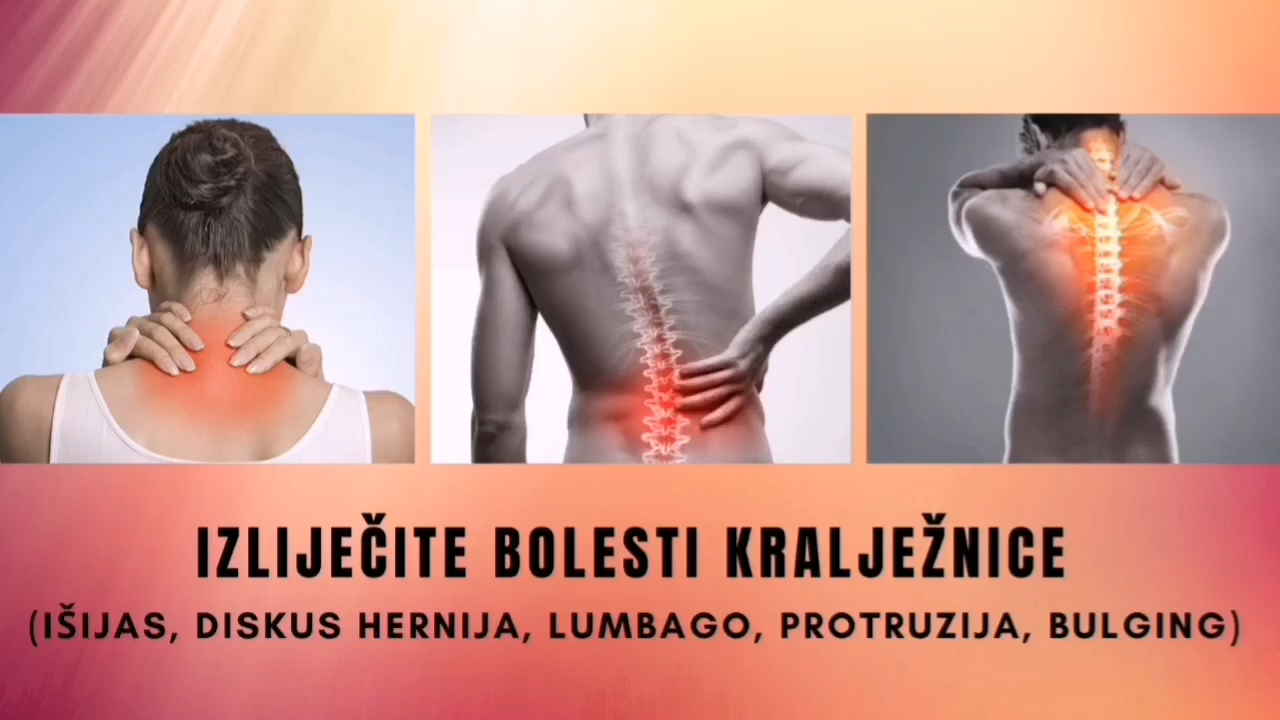 IZLIJEČITE BOLESTI KRALJEŽNICE
(IŠIJAS, DISKUS HERNIJA, LUMBAGO, PROTRUZIJA, BULGING)